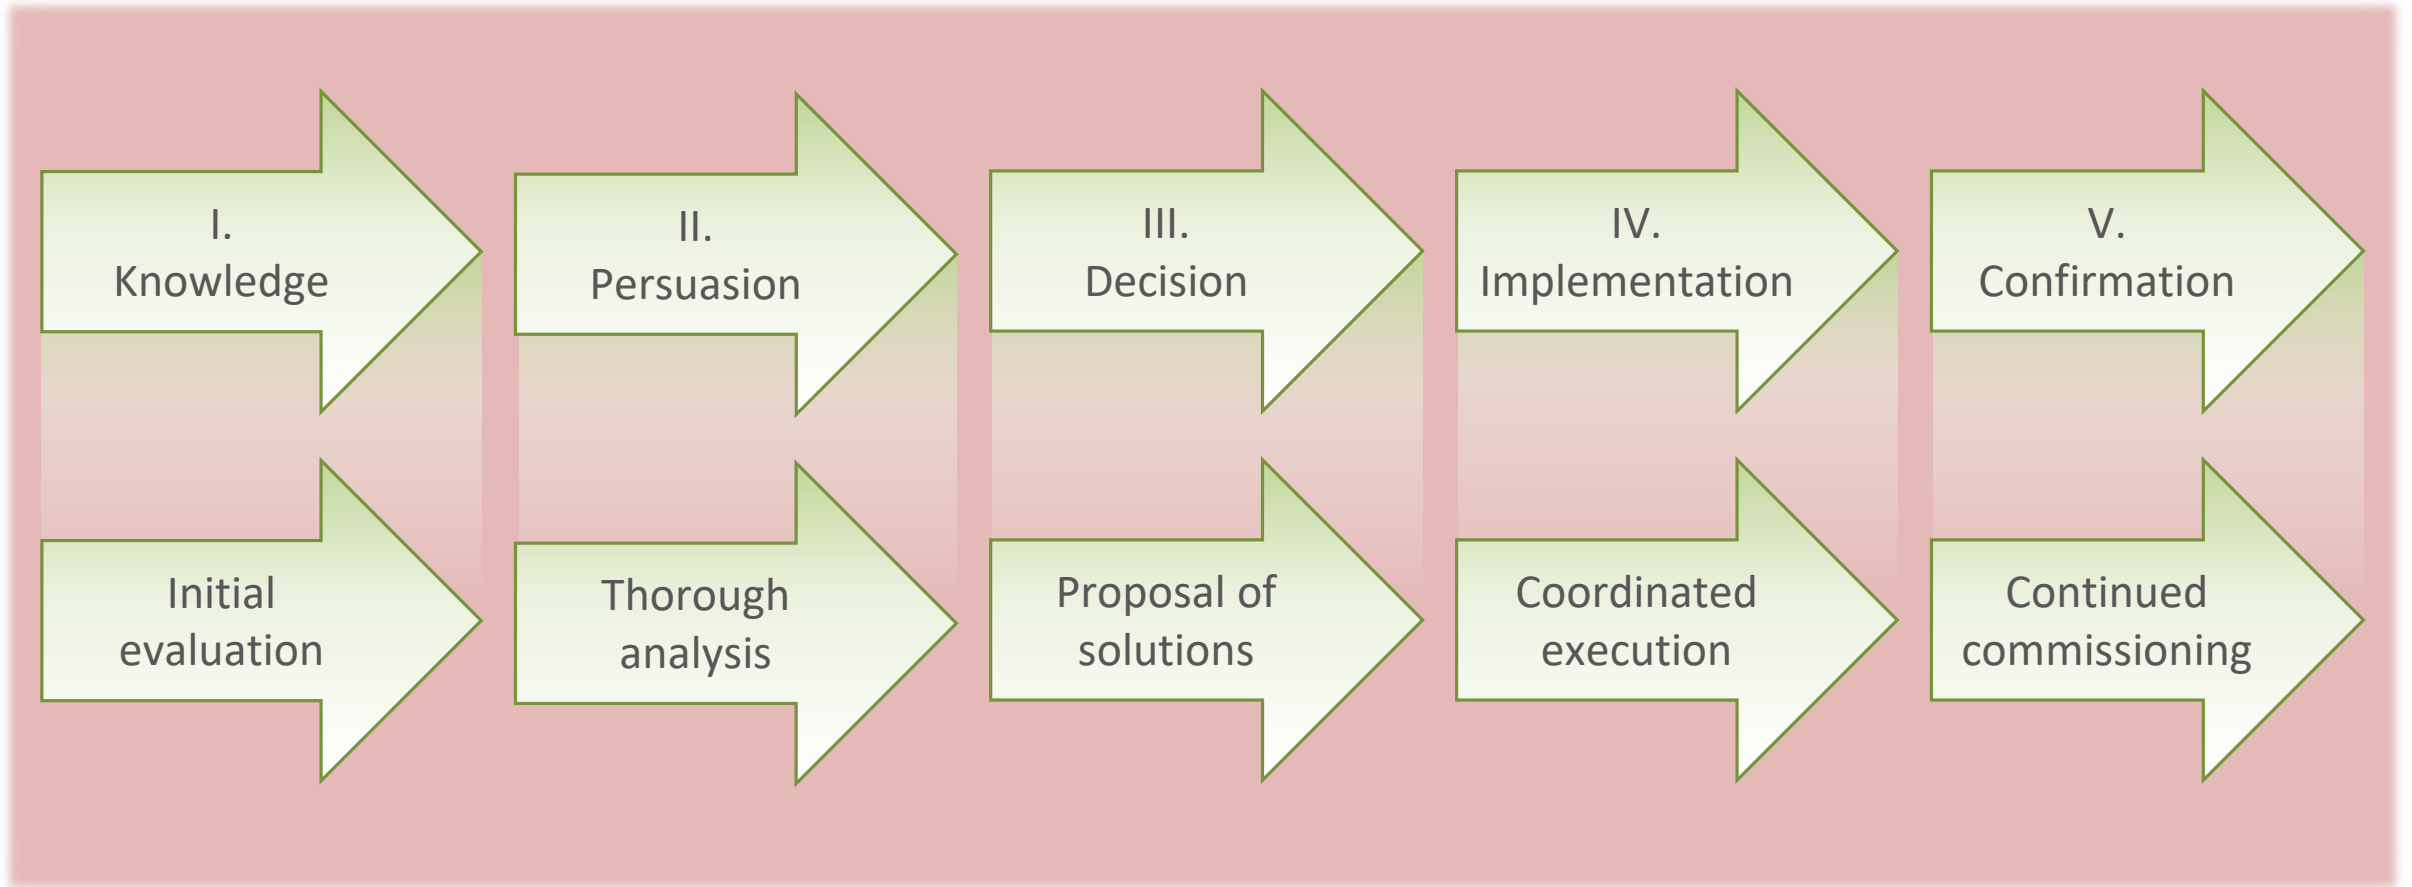 I.
Knowledge
II.
Persuasion
III.
Decision
IV.
Implementation
V.
Confirmation
Initial
evaluation
Thorough
analysis
Proposal of
solutions
Coordinated
execution
Continued
commissioning